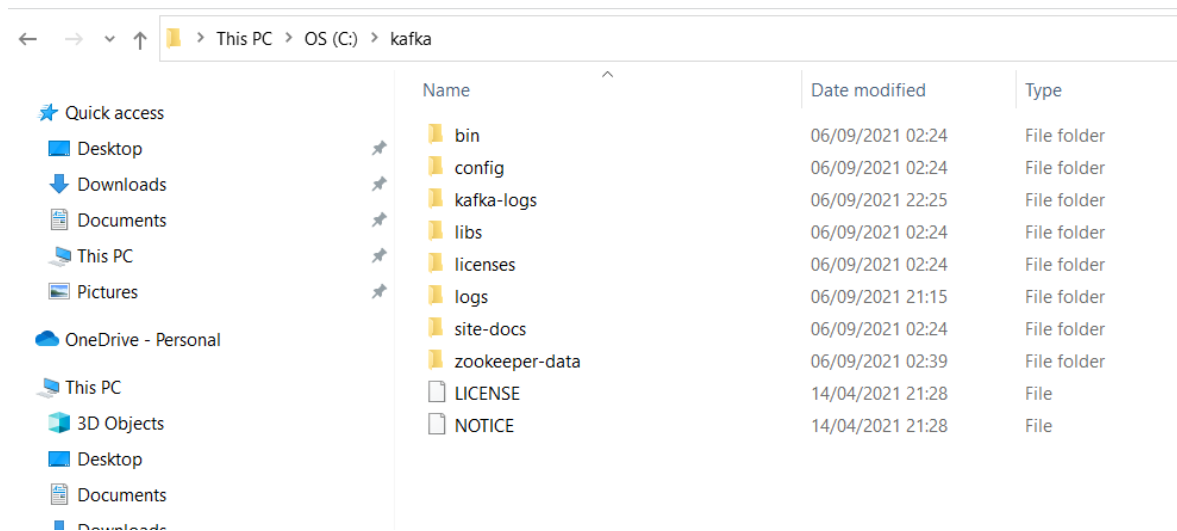 This PC > OS (C:) > kafka
Name Date modified Type
Quick access
Desktop
Downloads
Documents
This PC
Pictures
OneDrive - Personal
This PC
3D Objects
Desktop
Documents
Downloads
bin 06/09/2021 02:24 File folder
config 06/09/2021 02:24 File folder
kafka-logs 06/09/2021 22:25 File folder
libs 06/09/2021 02:24 File folder
licenses 06/09/2021 02:24 File folder
logs 06/09/2021 21:15 File folder
site-docs 06/09/2021 02:24 File folder
zookeeper-data 06/09/2021 02:39 File folder
LICENSE 14/04/2021 21:28 File
NOTICE 14/04/2021 21:28 File